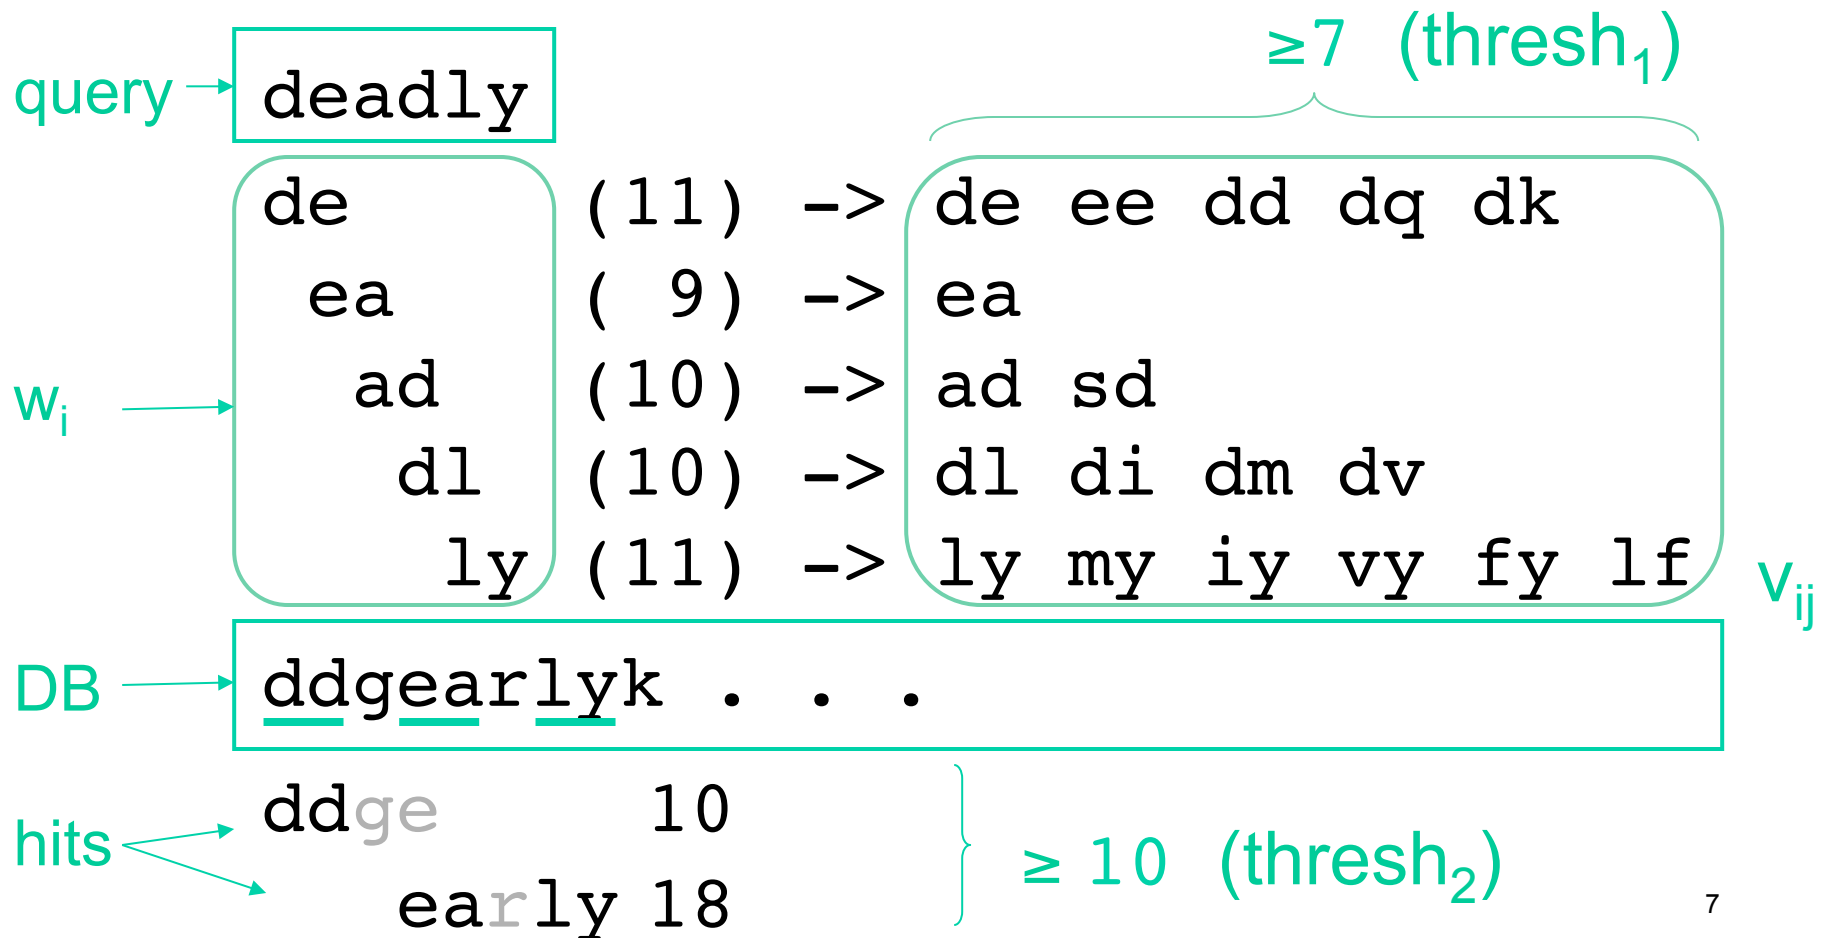 ≥7 (thresh₁)
query deadly
de (11) -> de ee dd dq dk
ea ( 9) -> ea
ad (10) -> ad sd
wᵢ
dl (10) -> dl di dm dv
ly (11) -> ly my iy vy fy lf
vᵢⱼ
DB ddgearlyk . . .
ddge 10
hits
≥ 10 (thresh₂)
early 18
7